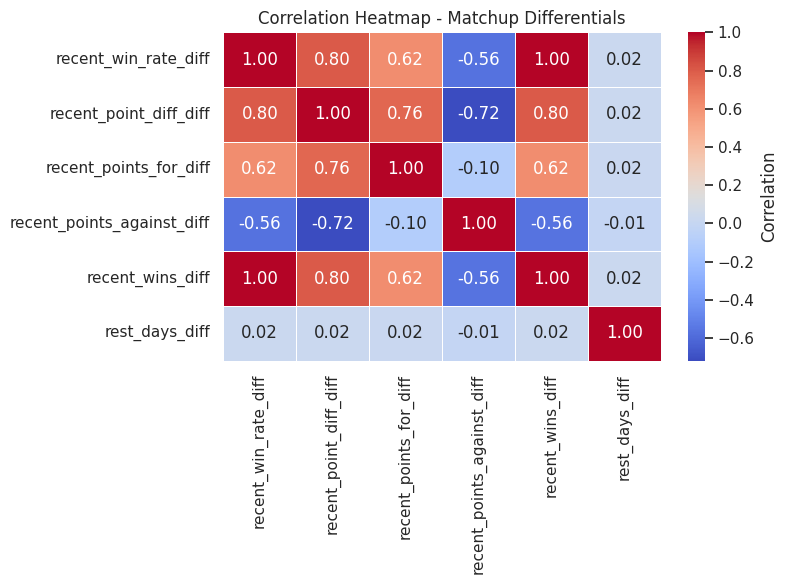 Correlation Heatmap - Matchup Differentials
recent_win_rate_diff 1.00 0.80 0.62 -0.56 1.00 0.02
recent_point_diff_diff 0.80 1.00 0.76 -0.72 0.80 0.02
recent_points_for_diff 0.62 0.76 1.00 -0.10 0.62 0.02
recent_points_against_diff -0.56 -0.72 -0.10 1.00 -0.56 -0.01
recent_wins_diff 1.00 0.80 0.62 -0.56 1.00 0.02
rest_days_diff 0.02 0.02 0.02 -0.01 0.02 1.00
recent_win_rate_diff
recent_point_diff_diff
recent_points_for_diff
recent_points_against_diff
recent_wins_diff
rest_days_diff
1.0
0.8
0.6
0.4
0.2
0.0
−0.2
−0.4
−0.6
Correlation